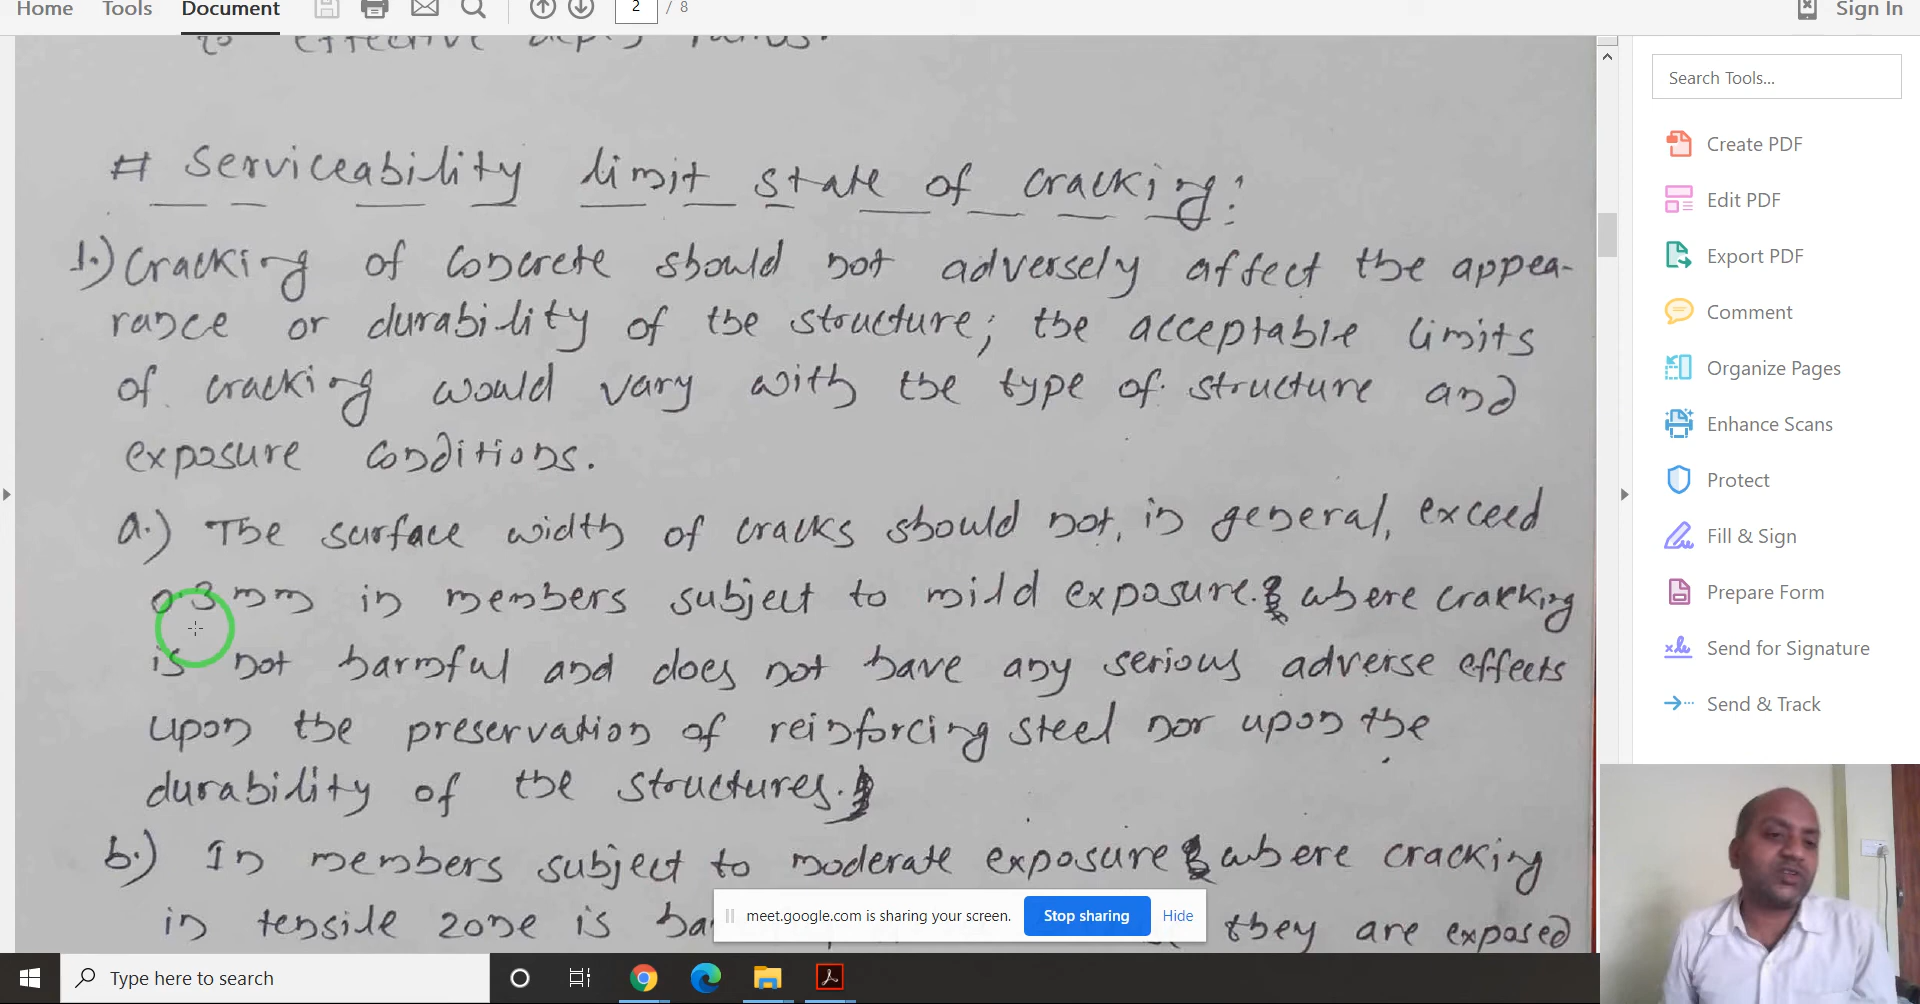 Home Tools Document 2 / 8 Sign In
to effective depth ratios.
Search Tools...
# Serviceability limit state of cracking:
1.) Cracking of concrete should not adversely affect the appea-
rance or durability of the structure; the acceptable limits
of cracking would vary with the type of structure and
exposure conditions.
a.) The surface width of cracks should not, in general, exceed
0.3mm in members subject to mild exposure. where cracking
is not harmful and does not have any serious adverse effects
upon the preservation of reinforcing steel nor upon the
durability of the structures.
b.) In members subject to moderate exposure where cracking
in tensile zone is they are exposed
Create PDF
Edit PDF
Export PDF
Comment
Organize Pages
Enhance Scans
Protect
Fill & Sign
Prepare Form
Send for Signature
Send & Track
meet.google.com is sharing your screen. Stop sharing Hide
Type here to search